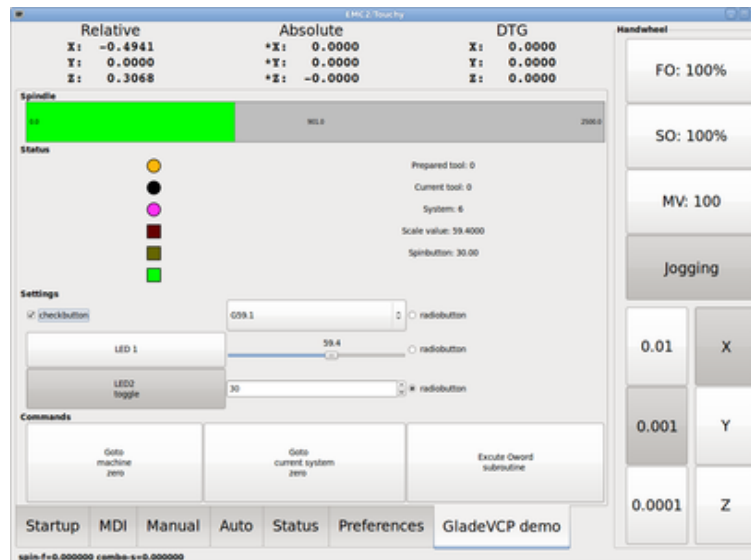 EMC2/Touchy
Relative Absolute DTG
X: -0.4941 *X: 0.0000 X: 0.0000
Y: 0.0000 *Y: 0.0000 Y: 0.0000
Z: 0.3068 *Z: -0.0000 Z: 0.0000
Handwheel
FO: 100%
SO: 100%
MV: 100
Jogging
0.01 X
0.001 Y
0.0001 Z
Spindle
0.0 901.0 2500.0
Status
Prepared tool: 0
Current tool: 0
System: 6
Scale value: 59.4000
Spinbutton: 30.00
Settings
checkbutton G59.1 radiobutton
LED 1 59.4 radiobutton
LED2
toggle
30 radiobutton
Commands
Goto
machine
zero
Goto
current system
zero
Excute Oword
subroutine
Startup MDI Manual Auto Status Preferences GladeVCP demo
spin-f=0.000000 combo-s=0.000000